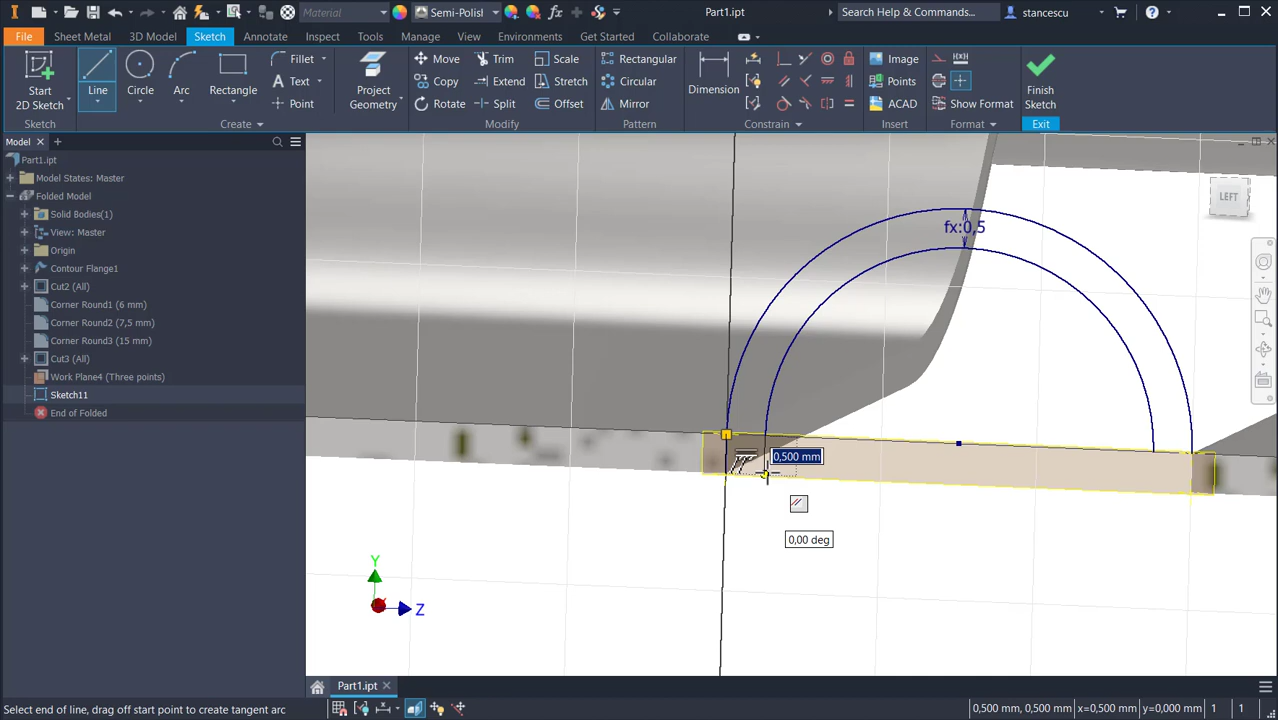 Material
Semi-Polish
Part1.ipt
Search Help & Commands...
stancescu
File
Sheet Metal
3D Model
Sketch
Annotate
Inspect
Tools
Manage
View
Environments
Get Started
Collaborate
Start
2D Sketch
Line
Circle
Arc
Rectangle
Fillet
Text
Point
Project
Geometry
Move
Copy
Rotate
Trim
Extend
Split
Scale
Stretch
Offset
Rectangular
Circular
Mirror
Dimension
Image
Points
ACAD
Show Format
Finish
Sketch
Sketch
Create
Modify
Pattern
Constrain
Insert
Format
Exit
Model
Part1.ipt
Model States: Master
Folded Model
Solid Bodies(1)
View: Master
Origin
Contour Flange1
Cut2 (All)
Corner Round1 (6 mm)
Corner Round2 (7,5 mm)
Corner Round3 (15 mm)
Cut3 (All)
Work Plane4 (Three points)
Sketch11
End of Folded
LEFT
fx:0,5
0,500 mm
0,00 deg
Y
Z
Part1.ipt
Select end of line, drag off start point to create tangent arc
0,500 mm, 0,500 mm
x=0,500 mm
y=0,000 mm
1
1